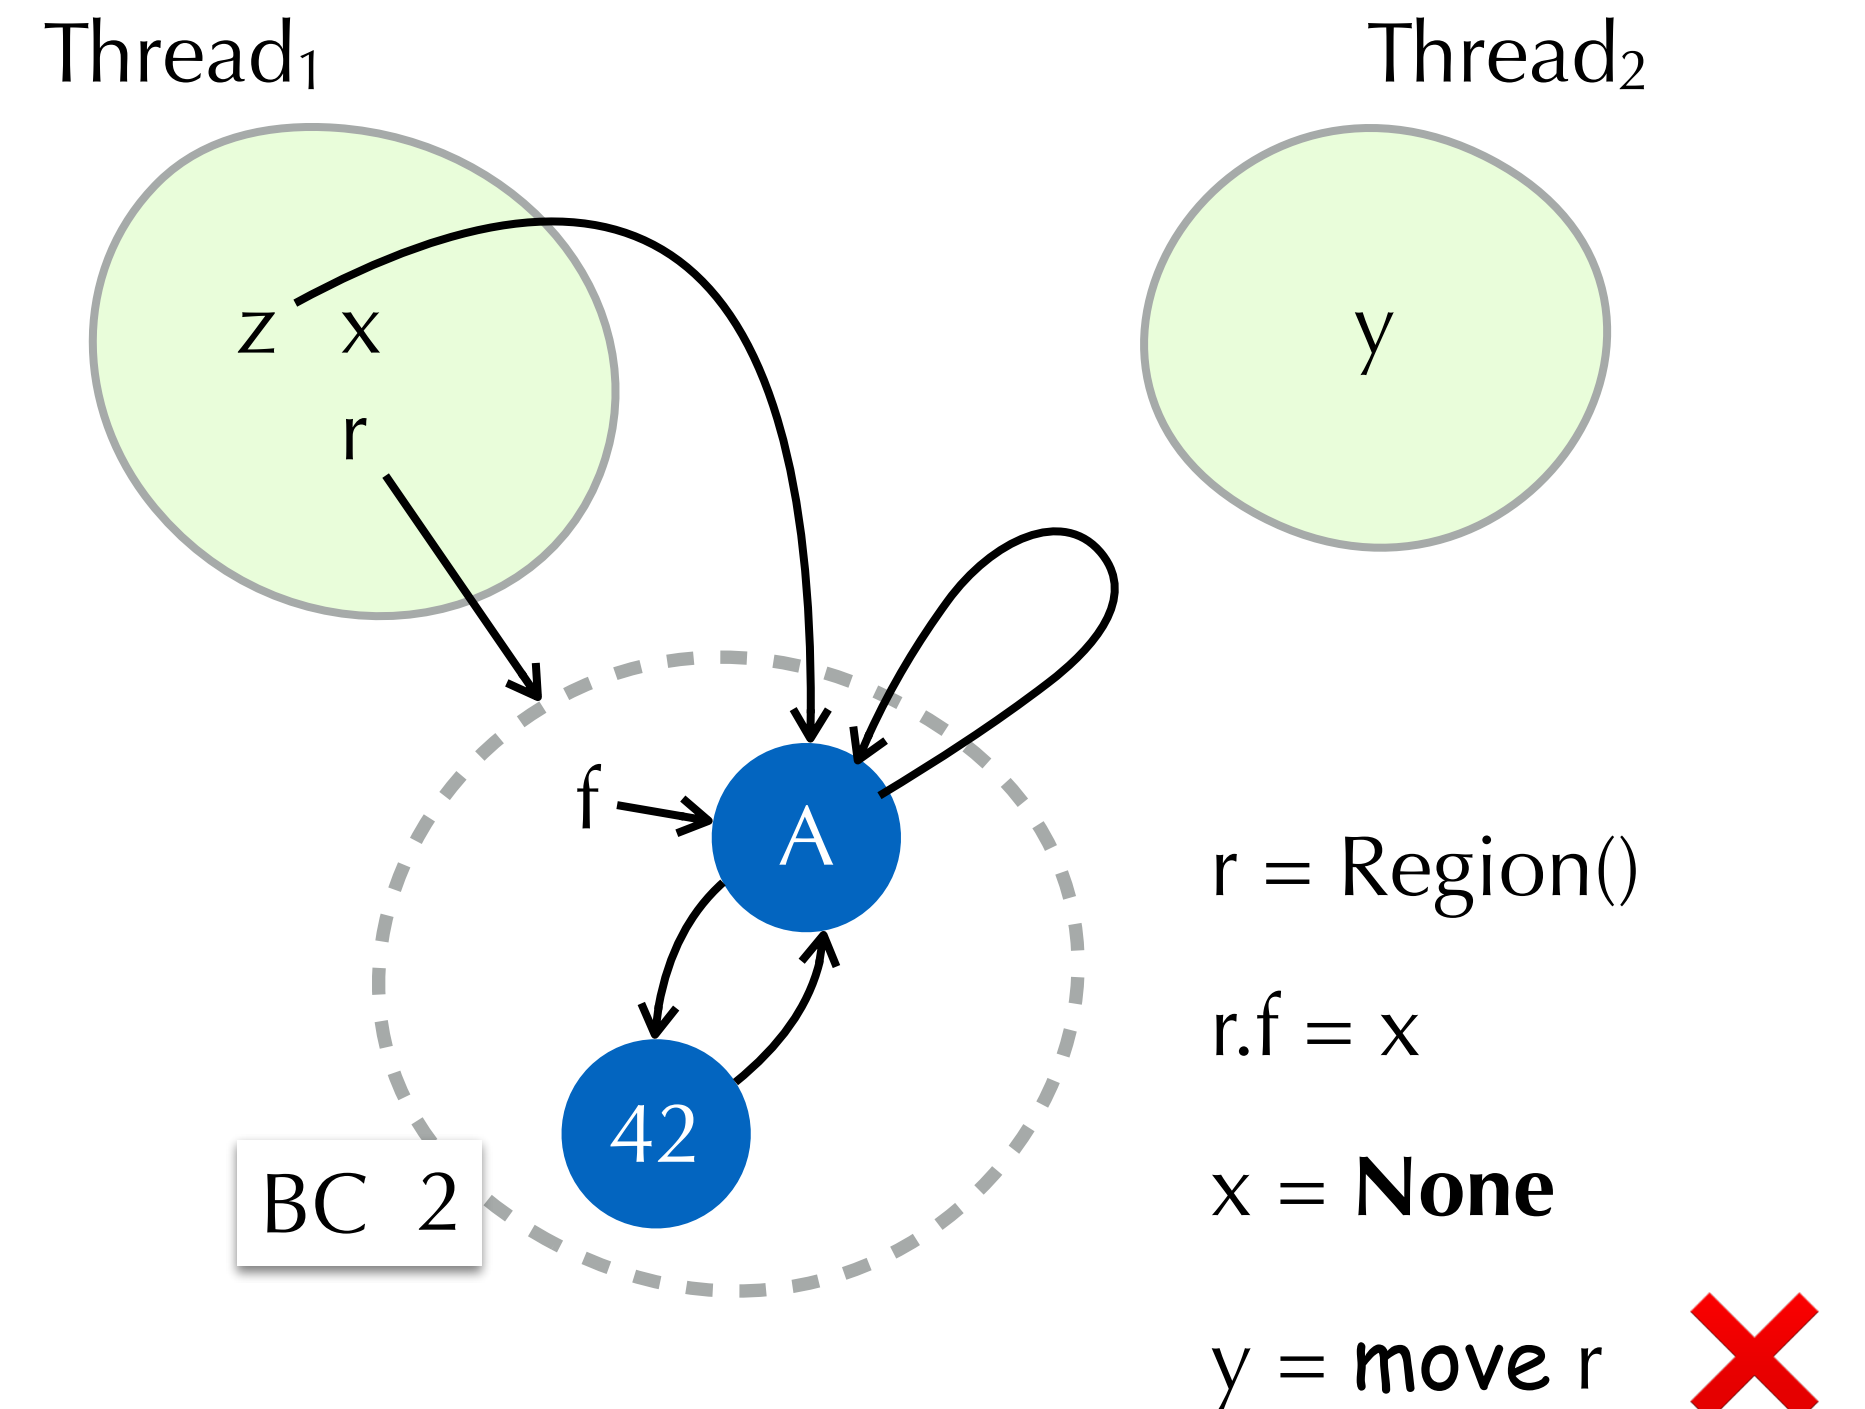 Thread₁
Thread₂
z x
y
r
f
A
r = Region()
r.f = x
42
BC 2
x = None
y = move r